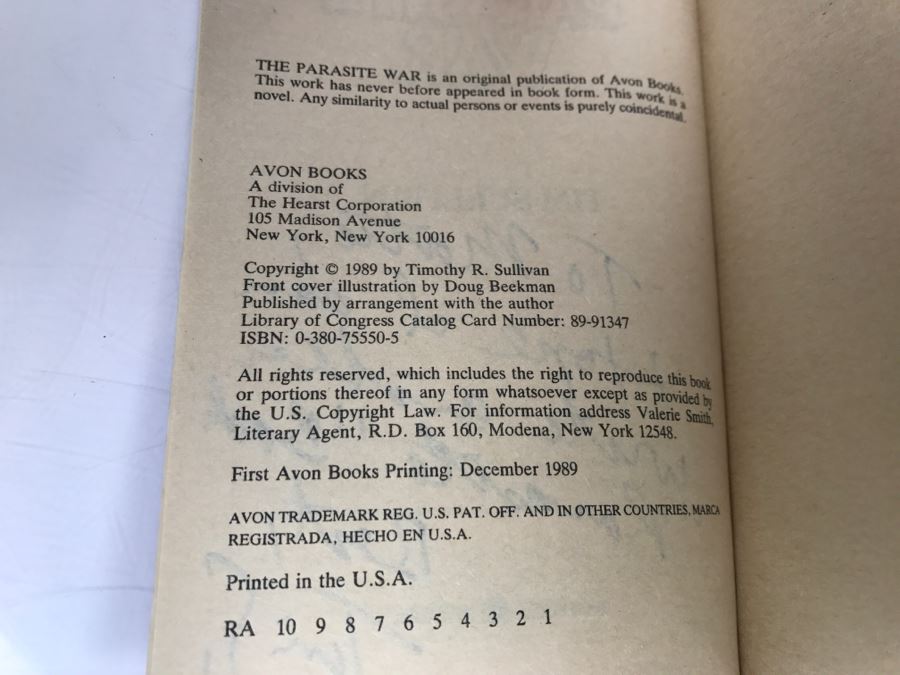 THE PARASITE WAR is an original publication of Avon Books.
This work has never before appeared in book form. This work is a
novel. Any similarity to actual persons or events is purely coincidental.
AVON BOOKS
A division of
The Hearst Corporation
105 Madison Avenue
New York, New York 10016
Copyright © 1989 by Timothy R. Sullivan
Front cover illustration by Doug Beekman
Published by arrangement with the author
Library of Congress Catalog Card Number: 89-91347
ISBN: 0-380-75550-5
All rights reserved, which includes the right to reproduce this book
or portions thereof in any form whatsoever except as provided by
the U.S. Copyright Law. For information address Valerie Smith,
Literary Agent, R.D. Box 160, Modena, New York 12548.
First Avon Books Printing: December 1989
AVON TRADEMARK REG. U.S. PAT. OFF. AND IN OTHER COUNTRIES, MARCA
REGISTRADA, HECHO EN U.S.A.
Printed in the U.S.A.
RA 10 9 8 7 6 5 4 3 2 1